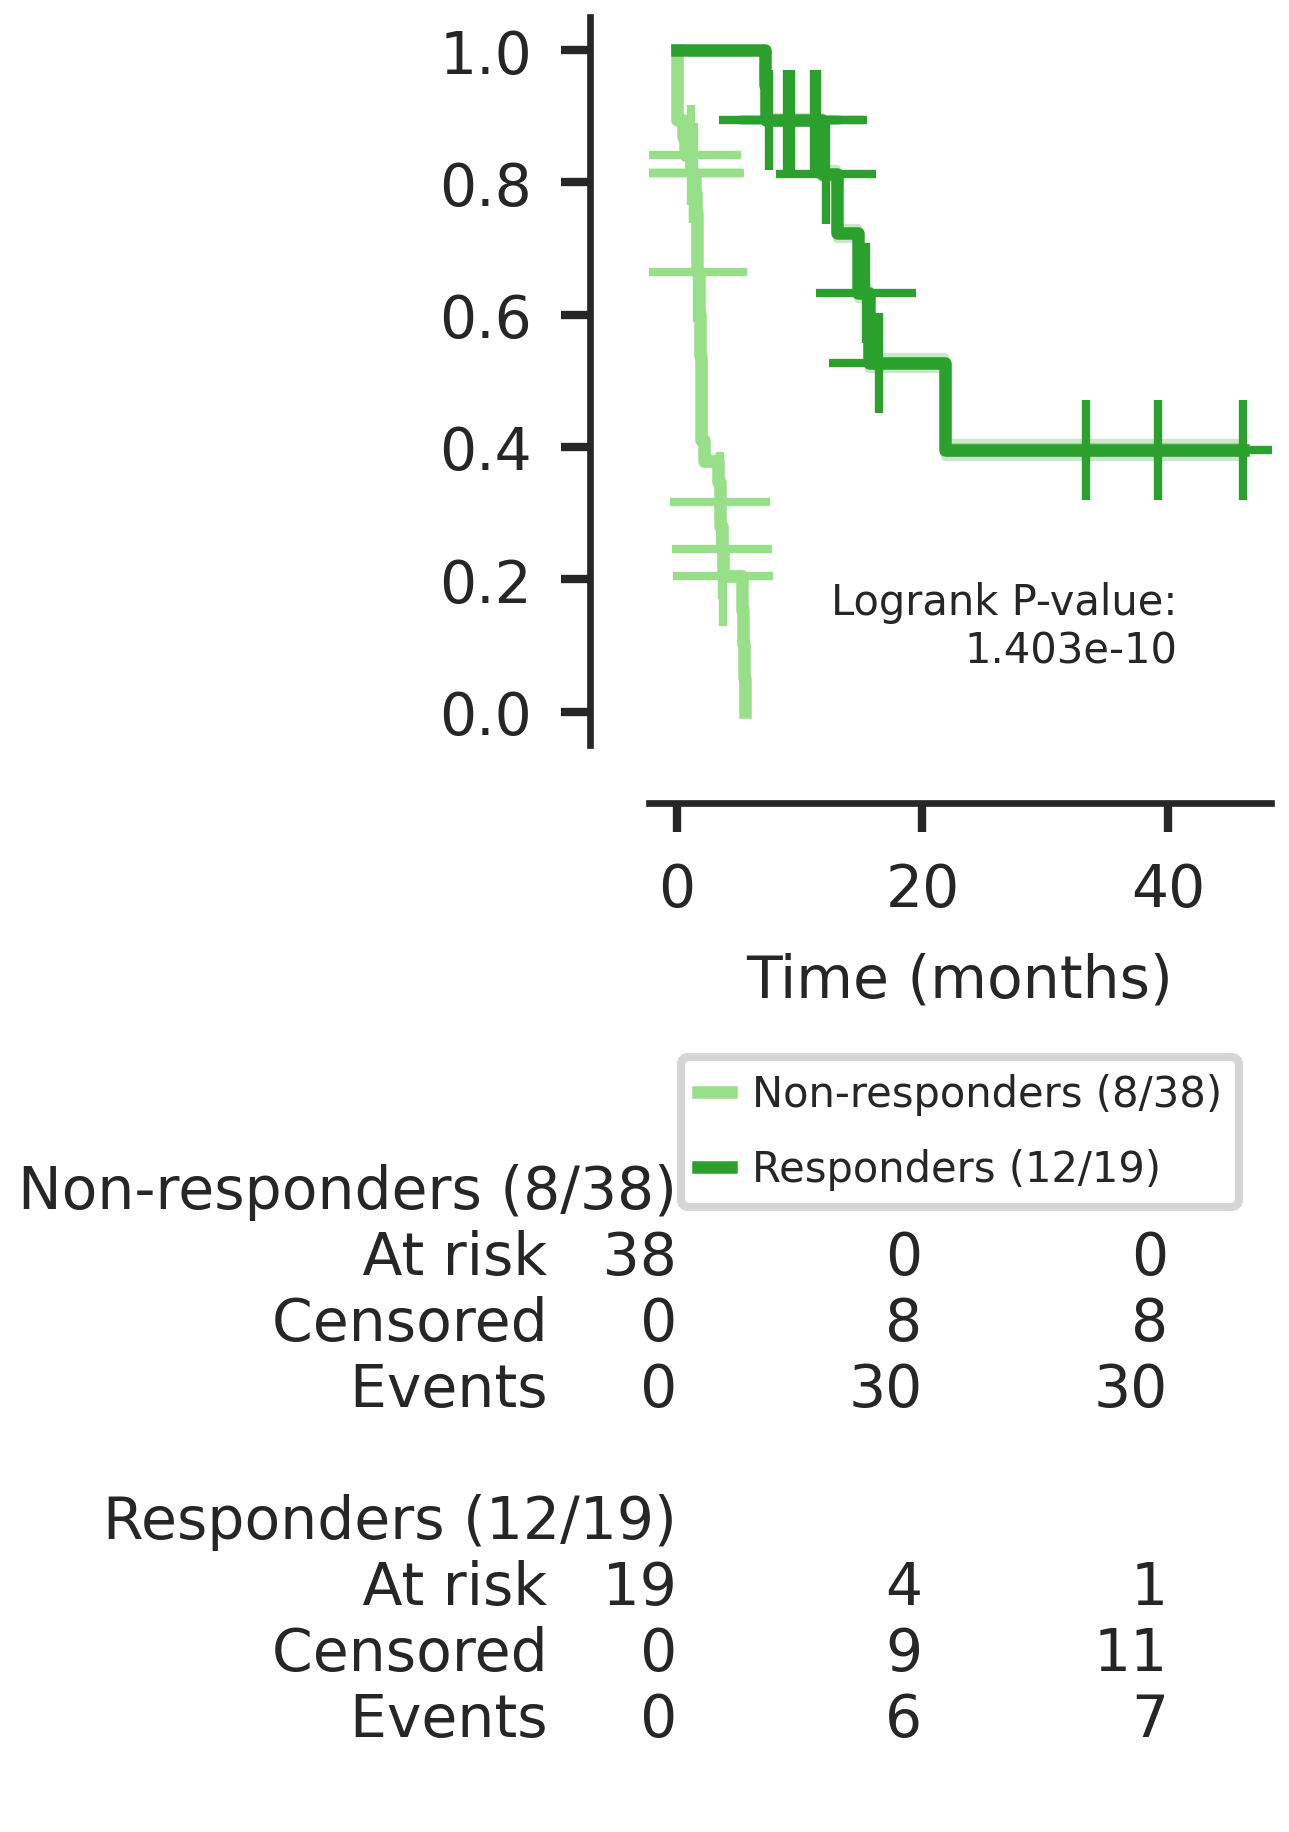 1.0
0.8
0.6
0.4
0.2
0.0
Logrank P-value:
1.403e-10
0 20 40
Time (months)
Non-responders (8/38)
Responders (12/19)
Non-responders (8/38)
At risk 38 0 0
Censored 0 8 8
Events 0 30 30
Responders (12/19)
At risk 19 4 1
Censored 0 9 11
Events 0 6 7